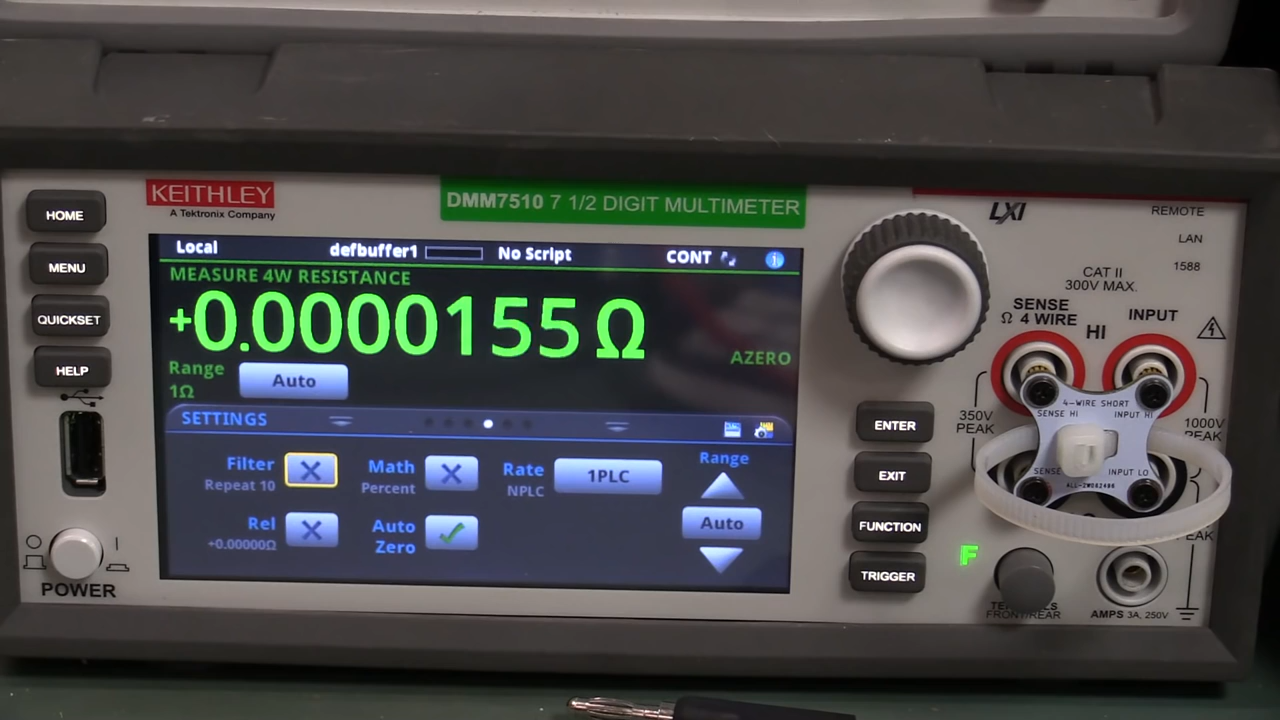 KEITHLEY
A Tektronix Company
DMM7510 7 1/2 DIGIT MULTIMETER
LXI
REMOTE
LAN
1588
HOME
MENU
QUICKSET
HELP
POWER
Local defbuffer1 No Script CONT i
MEASURE 4W RESISTANCE
+0.0000155 Ω
AZERO
Range Auto
1Ω
SETTINGS
Filter Math Rate Range
Repeat 10 Percent NPLC 1PLC
Rel Auto Auto
+0.00000Ω Zero
CAT II
300V MAX.
SENSE
Ω 4 WIRE HI INPUT
350V
PEAK
1000V
PEAK
4-WIRE SHORT
SENSE HI INPUT HI
SENSE INPUT LO
PEAK
ENTER
EXIT
FUNCTION
TRIGGER
F
FRONT/REAR
AMPS 3A, 250V